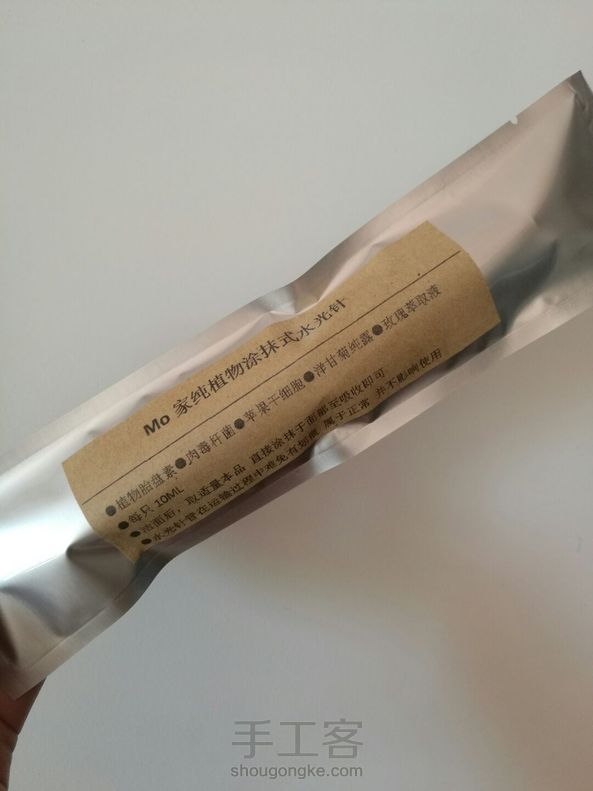 Mo 家纯植物涂抹式水光针
●植物胎盘素●肉毒杆菌●苹果干细胞●洋甘菊纯露●玫瑰萃取液
●每只 10ML
●洁面后，取适量本品 直接涂抹于面部至吸收即可
●水光针管在运输过程中难免有划痕 属于正常 并不影响使用
手工客
shougongke.com